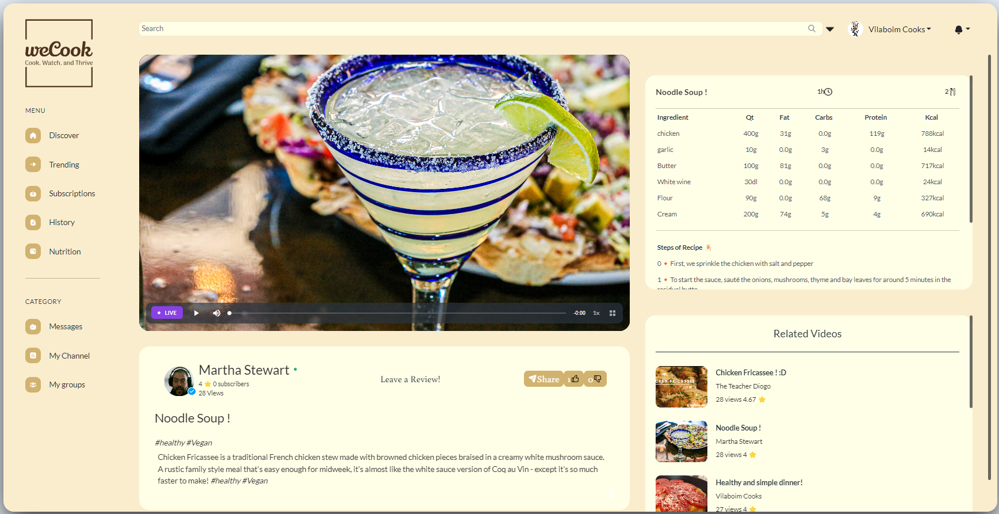 weCook
Cook, Watch, and Thrive
Search
Vilaboim Cooks
MENU
Discover
Trending
Subscriptions
History
Nutrition
CATEGORY
Messages
My Channel
My groups
LIVE
-0:00
1x
Martha Stewart
4 0 subscribers
28 Views
Leave a Review!
Share
1
0
Noodle Soup !
#healthy #Vegan
Chicken Fricassee is a traditional French chicken stew made with browned chicken pieces braised in a creamy white mushroom sauce.
A rustic family style meal that's easy enough for midweek, it's almost like the white sauce version of Coq au Vin - except it's so much
faster to make! #healthy #Vegan
Noodle Soup ! 1h 2
Ingredient Qt Fat Carbs Protein Kcal
chicken 400g 31g 0.0g 119g 788kcal
garlic 10g 0.0g 3g 0.0g 14kcal
Butter 100g 81g 0.0g 0.0g 717kcal
White wine 30dl 0.0g 0.0g 0.0g 24kcal
Flour 90g 0.0g 68g 9g 327kcal
Cream 200g 74g 5g 4g 690kcal
Steps of Recipe
0 First, we sprinkle the chicken with salt and pepper
1 To start the sauce, sauté the onions, mushrooms, thyme and bay leaves for around 5 minutes in the
residual butte
Related Videos
CKEN FRICASSEE
Chicken Fricassee ! :D
The Teacher Diogo
28 views 4.67
Noodle Soup !
Martha Stewart
28 views 4
Healthy and simple dinner!
Vilaboim Cooks
27 views 4